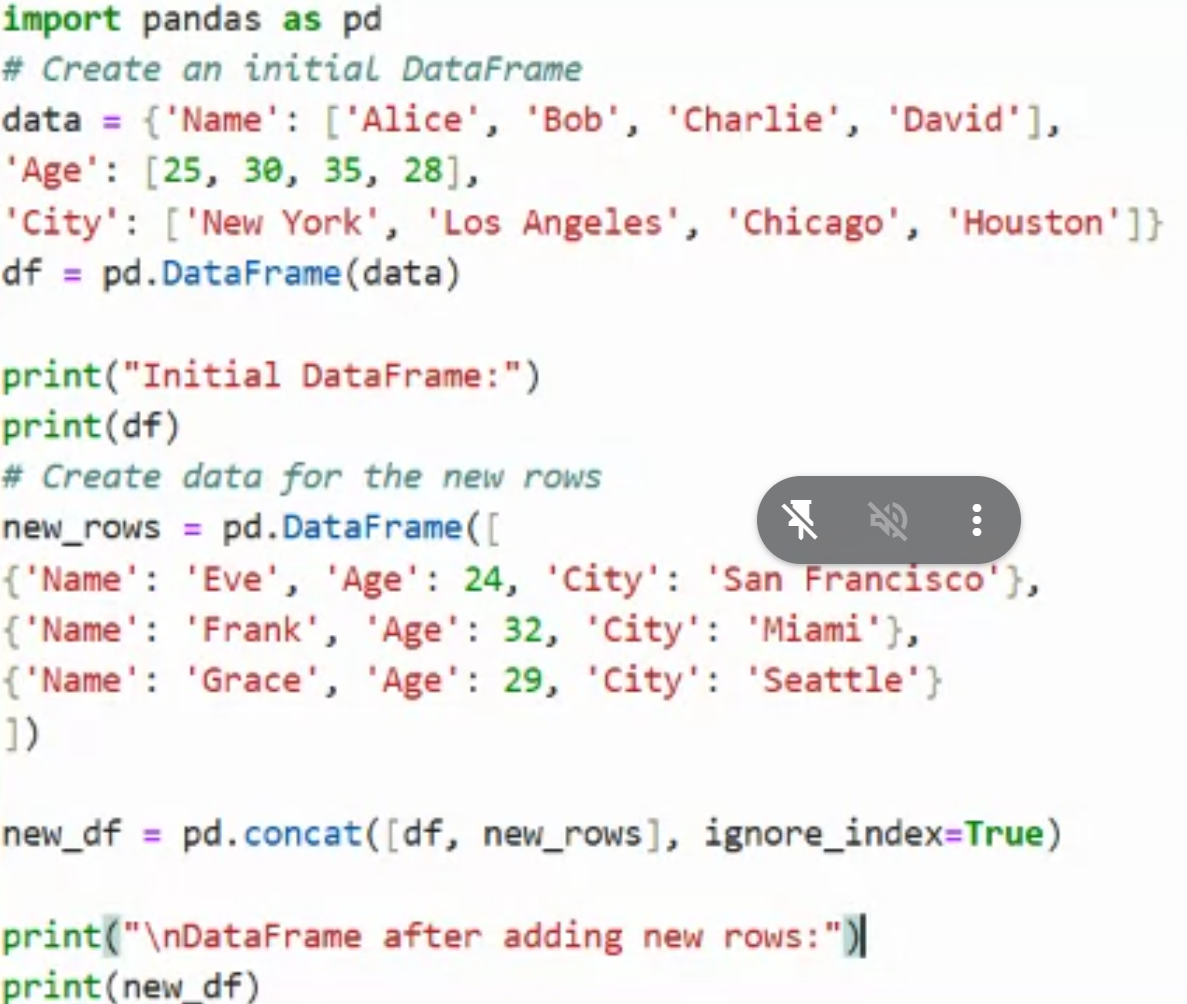 import pandas as pd
# Create an initial DataFrame
data = {'Name': ['Alice', 'Bob', 'Charlie', 'David'],
'Age': [25, 30, 35, 28],
'City': ['New York', 'Los Angeles', 'Chicago', 'Houston']}
df = pd.DataFrame(data)
print("Initial DataFrame:")
print(df)
# Create data for the new rows
new_rows = pd.DataFrame([
{'Name': 'Eve', 'Age': 24, 'City': 'San Francisco'},
{'Name': 'Frank', 'Age': 32, 'City': 'Miami'},
{'Name': 'Grace', 'Age': 29, 'City': 'Seattle'}
])
new_df = pd.concat([df, new_rows], ignore_index=True)
print("\nDataFrame after adding new rows:")
print(new_df)